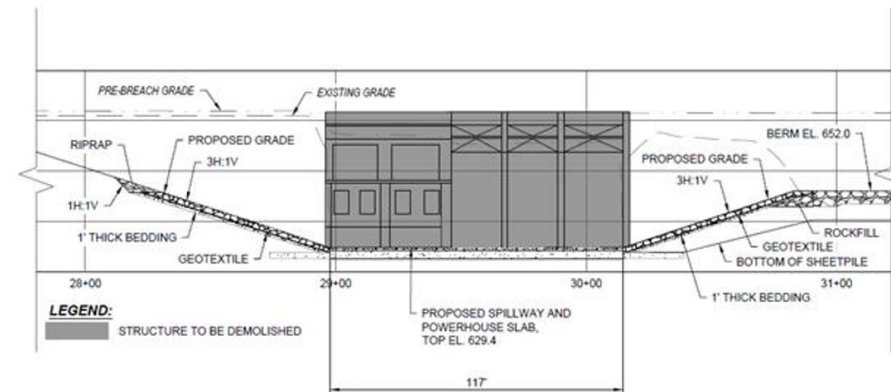 PRE-BREACH GRADE
EXISTING GRADE
BERM EL. 652.0
RIPRAP
PROPOSED GRADE
3H:1V
1H:1V
1' THICK BEDDING
GEOTEXTILE
PROPOSED GRADE
3H:1V
ROCKFILL
GEOTEXTILE
BOTTOM OF SHEETPILE
1' THICK BEDDING
28+00
29+00
30+00
31+00
LEGEND:
STRUCTURE TO BE DEMOLISHED
PROPOSED SPILLWAY AND
POWERHOUSE SLAB,
TOP EL. 629.4
117'